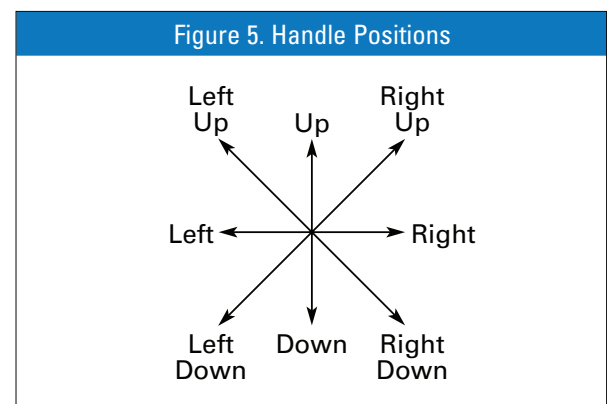 Figure 5. Handle Positions
Left
Up
Up
Right
Up
Left
Right
Left
Down
Down
Right
Down